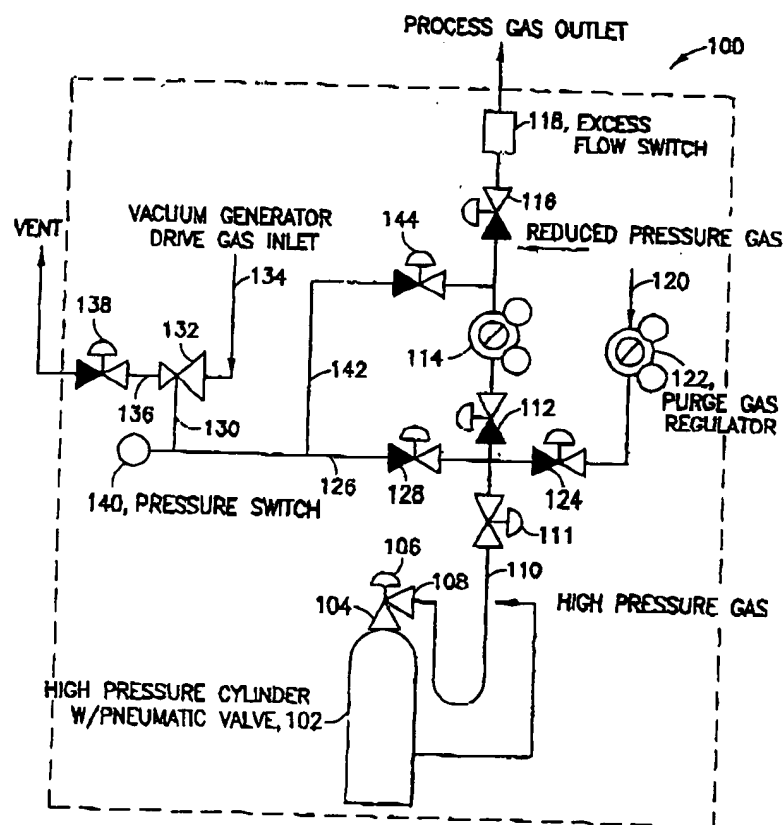 PROCESS GAS OUTLET
100
118, EXCESS
FLOW SWITCH
116
VENT
VACUUM GENERATOR
DRIVE GAS INLET
134
144
REDUCED PRESSURE GAS
120
138
132
114
122,
PURGE GAS
REGULATOR
142
112
136
130
126
128
124
140, PRESSURE SWITCH
111
106
108
110
104
HIGH PRESSURE GAS
HIGH PRESSURE CYLINDER
W/PNEUMATIC VALVE, 102